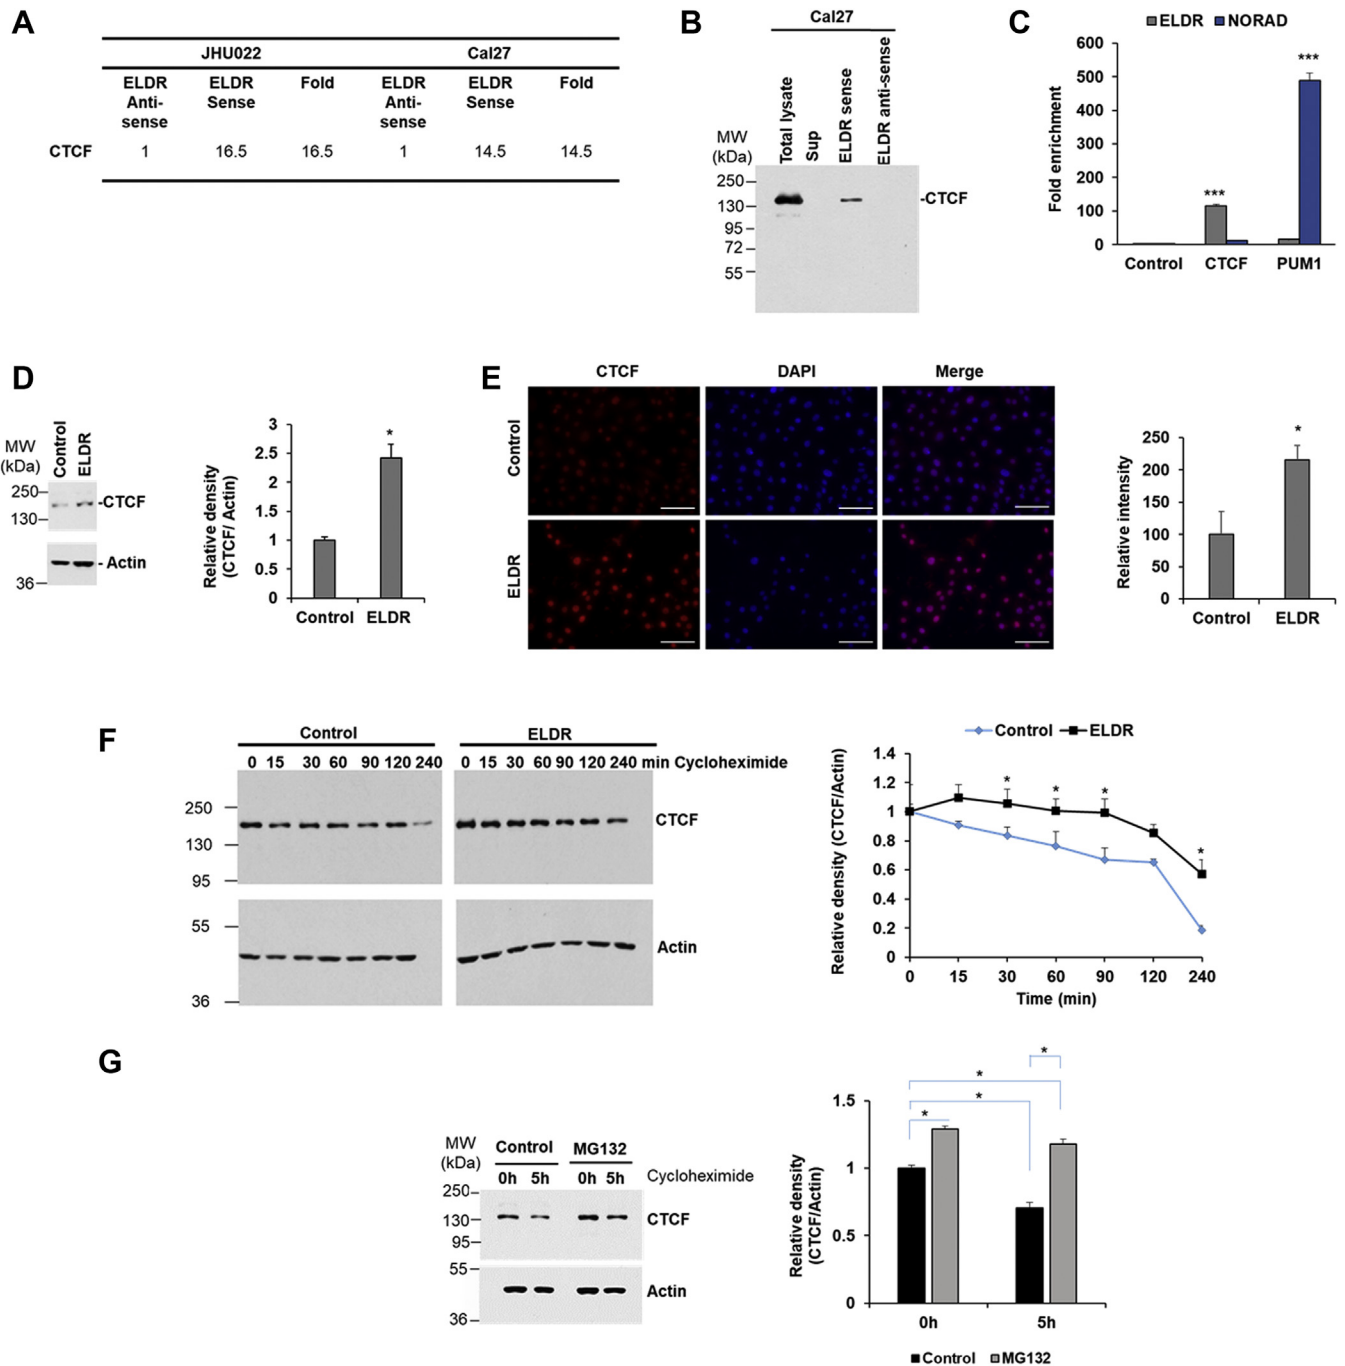 A
JHU022 Cal27
ELDR Anti-sense ELDR Sense Fold ELDR Anti-sense ELDR Sense Fold
CTCF 1 16.5 16.5 1 14.5 14.5
B
Cal27
Total lysate
Sup
ELDR sense
ELDR anti-sense
MW
(kDa)
250
130
95
72
55
-CTCF
C
ELDR NORAD
Fold enrichment
600
500
400
300
200
100
0
***
***
Control CTCF PUM1
D
MW
(kDa)
Control
ELDR
250
130
36
-CTCF
- Actin
Relative density
(CTCF/ Actin)
3
2.5
2
1.5
1
0.5
0
*
Control ELDR
E
CTCF DAPI Merge
Control
ELDR
Relative intensity
250
200
150
100
50
0
*
Control ELDR
F
Control ELDR
0 15 30 60 90 120 240 0 15 30 60 90 120 240 min Cycloheximide
250
130
95
CTCF
55
36
Actin
Control ELDR
Relative density (CTCF/Actin)
1.4
1.2
1
0.8
0.6
0.4
0.2
0
* * * *
0 15 30 60 90 120 240
Time (min)
G
MW
(kDa)
Control MG132
0h 5h 0h 5h Cycloheximide
250
130
95
CTCF
55
36
Actin
Relative density
(CTCF/Actin)
1.5
1
0.5
0
*
*
*
*
0h 5h
Control MG132